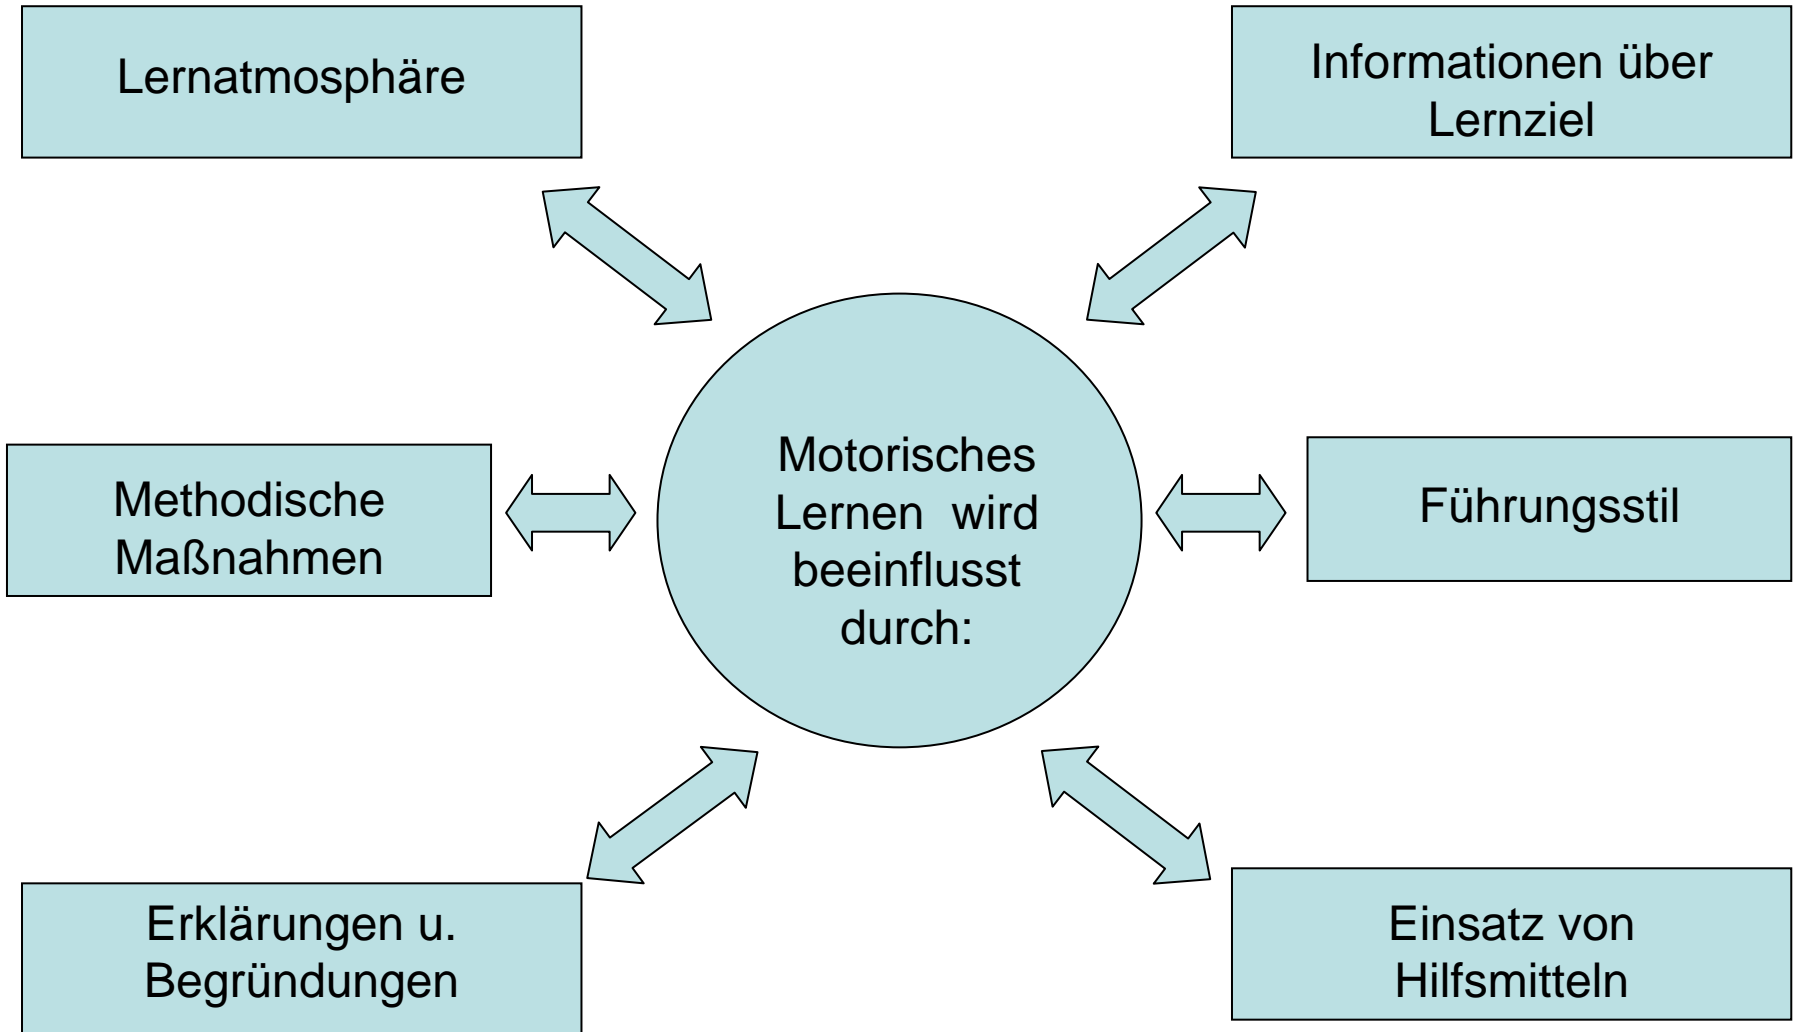 Lernatmosphäre
Informationen über
Lernziel
Methodische
Maßnahmen
Motorisches
Lernen wird
beeinflusst
durch:
Führungsstil
Erklärungen u.
Begründungen
Einsatz von
Hilfsmitteln